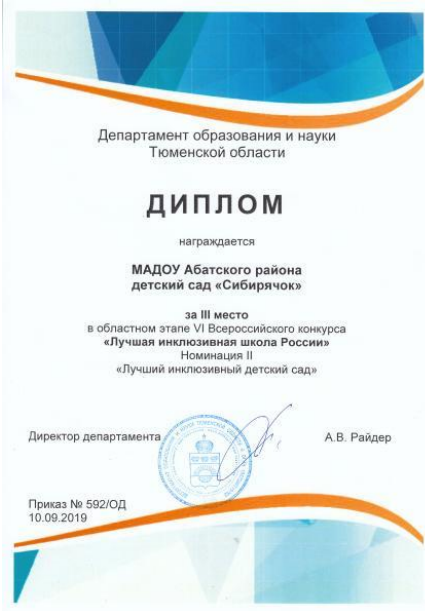 Департамент образования и науки
Тюменской области
ДИПЛОМ
награждается
МАДОУ Абатского района
детский сад «Сибирячок»
за III место
в областном этапе VI Всероссийского конкурса
«Лучшая инклюзивная школа России»
Номинация II
«Лучший инклюзивный детский сад»
Директор департамента
А.В. Райдер
Приказ № 592/ОД
10.09.2019